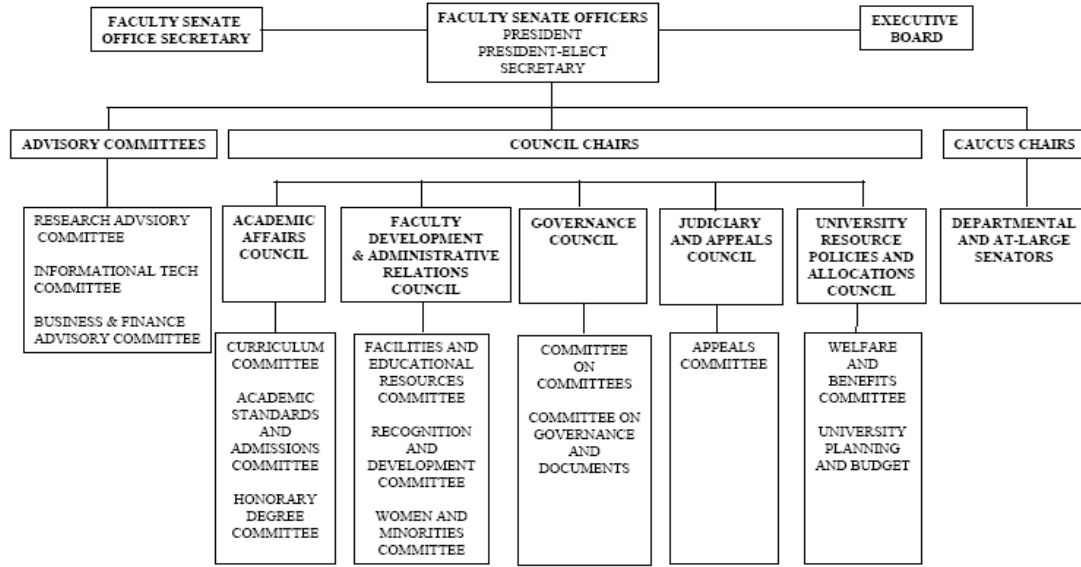 FACULTY SENATE
OFFICE SECRETARY
FACULTY SENATE OFFICERS
PRESIDENT
PRESIDENT-ELECT
SECRETARY
EXECUTIVE
BOARD
ADVISORY COMMITTEES
COUNCIL CHAIRS
CAUCUS CHAIRS
RESEARCH ADVSIORY
COMMITTEE
INFORMATIONAL TECH
COMMITTEE
BUSINESS & FINANCE
ADVISORY COMMITTEE
ACADEMIC
AFFAIRS
COUNCIL
FACULTY
DEVELOPMENT
& ADMINISTRATIVE
RELATIONS
COUNCIL
GOVERNANCE
COUNCIL
JUDICIARY
AND APPEALS
COUNCIL
UNIVERSITY
RESOURCE
POLICIES AND
ALLOCATIONS
COUNCIL
DEPARTMENTAL
AND AT-LARGE
SENATORS
CURRICULUM
COMMITTEE
ACADEMIC
STANDARDS
AND
ADMISSIONS
COMMITTEE
HONORARY
DEGREE
COMMITTEE
FACILITIES AND
EDUCATIONAL
RESOURCES
COMMITTEE
RECOGNITION
AND
DEVELOPMENT
COMMITTEE
WOMEN AND
MINORITIES
COMMITTEE
COMMITTEE
ON
COMMITTEES
COMMITTEE ON
GOVERNANCE
AND
DOCUMENTS
APPEALS
COMMITTEE
WELFARE
AND
BENEFITS
COMMITTEE
UNIVERSITY
PLANNING
AND BUDGET